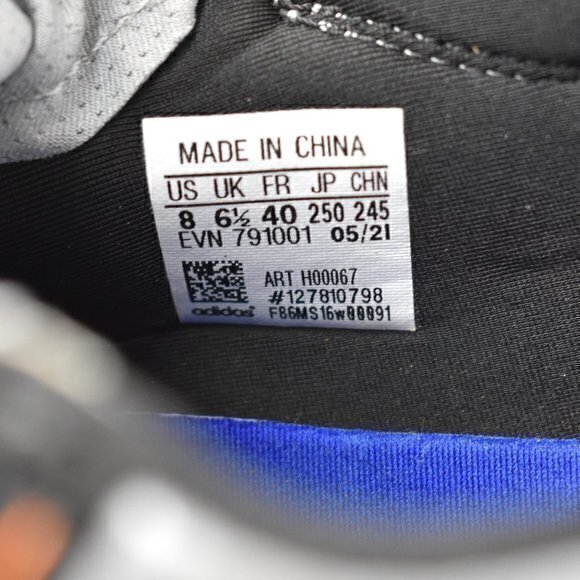 MADE IN CHINA
US UK FR JP CHN
8 6½ 40 250 245
EVN 791001 05/21
ART H00067
#127810798
adidas FB6MS16w00091